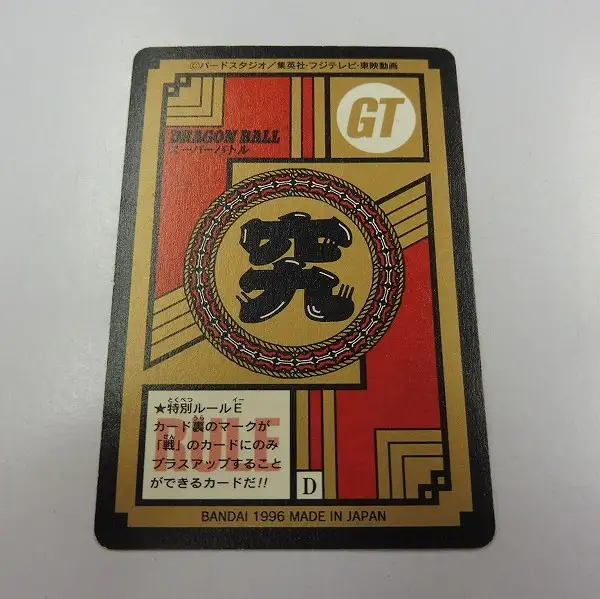 ©バードスタジオ／集英社・フジテレビ・東映動画
GT
DRAGON BALL
スーパーバトル
RULE
とくべつ イー
★特別ルールE
うら
カード裏のマークが
せん
「戦」のカードにのみ
プラスアップすること
ができるカードだ!!
D
BANDAI 1996 MADE IN JAPAN